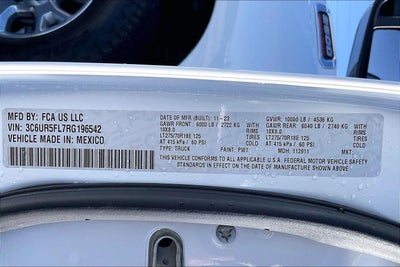 MFD BY: FCA US LLC
VIN: 3C6UR5FL7RG196542
VEHICLE MADE IN: MEXICO
DATE OF MFR (BUILT): 11-23
GVWR: 10000 LB / 4536 KG
GAWR FRONT: 6000 LB / 2722 KG WITH
GAWR REAR: 6040 LB / 2740 KG WITH
18X8.0 RIMS
18X8.0 RIMS
LT275/70R18E 125 TIRES
LT275/70R18E 125 TIRES
AT 415 kPa / 60 PSI
AT 415 kPa / 60 PSI
TYPE: TRUCK PAINT: PW7 MDH: 112911 MKT:
THIS VEHICLE CONFORMS TO ALL APPLICABLE U.S.A. FEDERAL MOTOR VEHICLE SAFETY
STANDARDS IN EFFECT ON THE DATE OF MANUFACTURE SHOWN ABOVE.